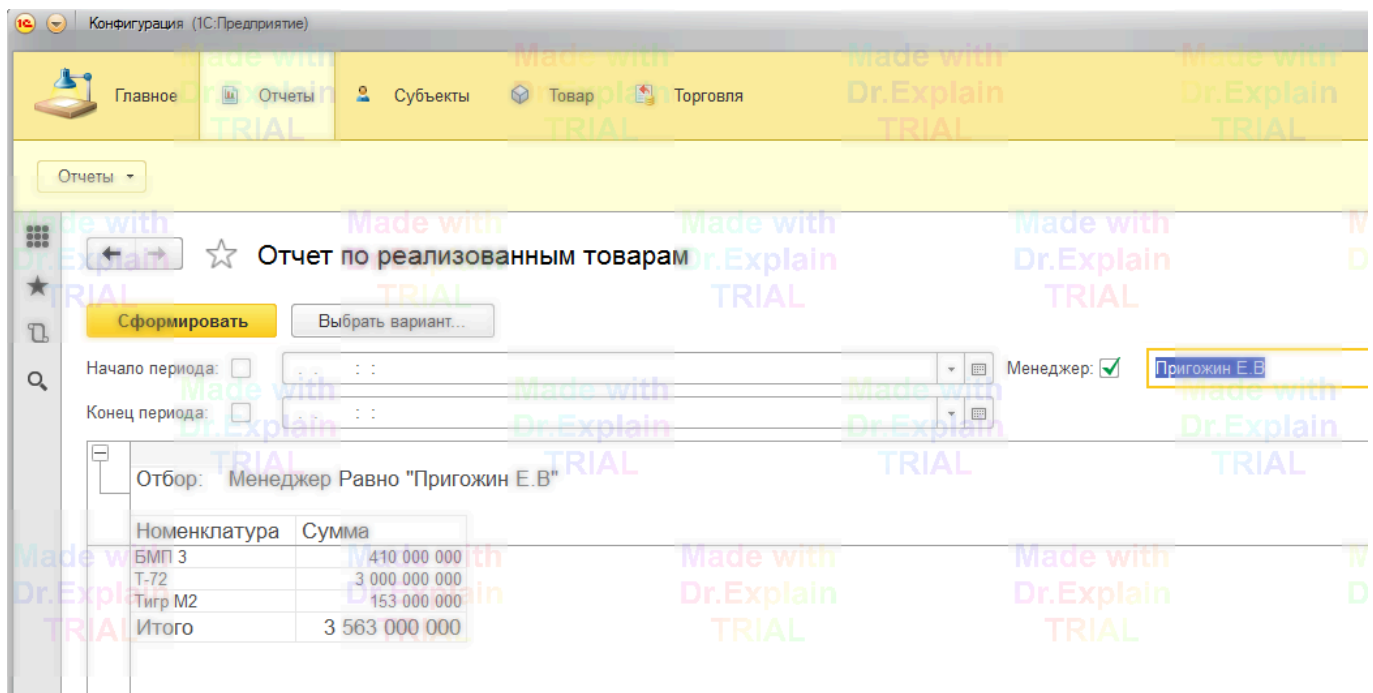 Конфигурация (1С:Предприятие)
Главное Отчеты Субъекты Товар Торговля
Отчеты
Отчет по реализованным товарам
Сформировать Выбрать вариант...
Начало периода: . . : : Менеджер: Пригожин Е.В
Конец периода: . . : :
Отбор: Менеджер Равно "Пригожин Е.В"
Номенклатура Сумма
БМП 3 410 000 000
Т-72 3 000 000 000
Тигр М2 153 000 000
Итого 3 563 000 000
Made with
Dr.Explain
TRIAL